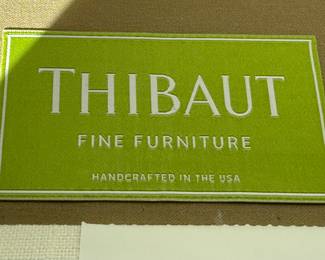 THIBAUT
FINE FURNITURE
HANDCRAFTED IN THE USA